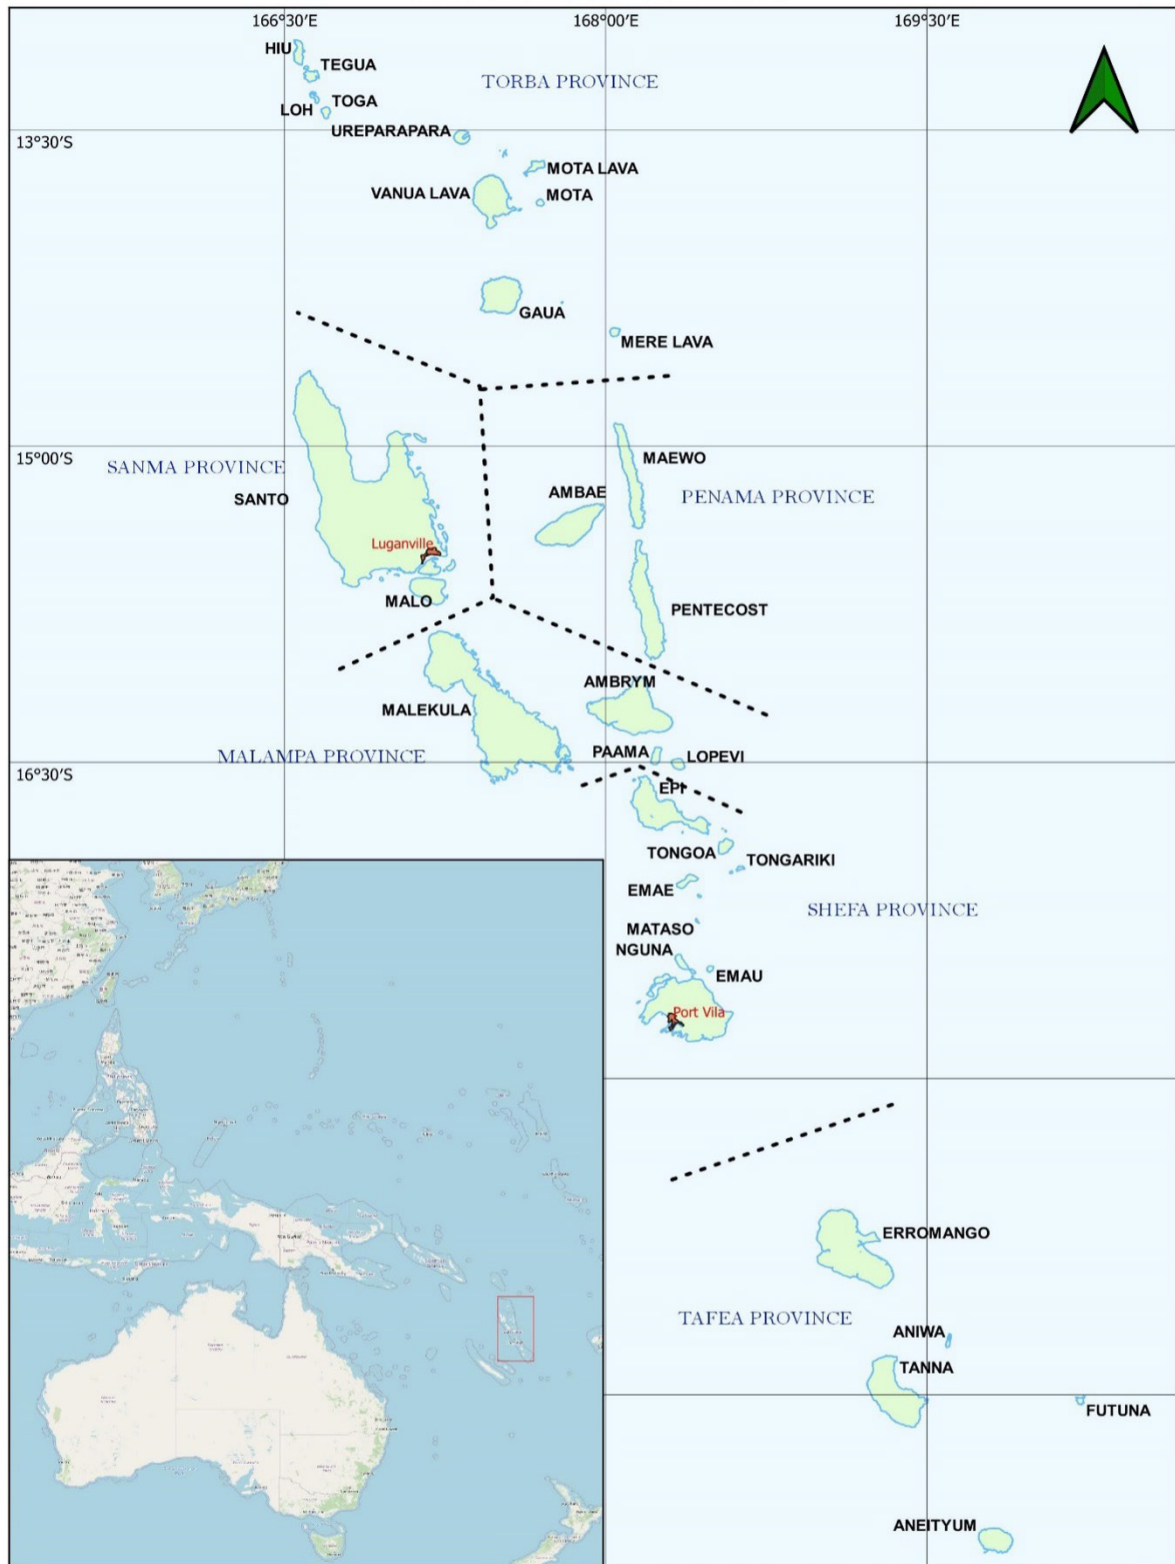 166°30'E
168°00'E
169°30'E
HIU
TEGUA
TORBA PROVINCE
LOH
TOGA
UREPARAPARA
13°30'S
MOTA LAVA
VANUA LAVA
MOTA
GAUA
MERE LAVA
15°00'S
MAEWO
SANMA PROVINCE
SANTO
AMBAE
PENAMA PROVINCE
Luganville
MALO
PENTECOST
AMBRYM
MALEKULA
MALAMPA PROVINCE
PAAMA
LOPEVI
16°30'S
EPI
TONGOA
TONGARIKI
EMAE
SHEFA PROVINCE
MATASO
NGUNA
EMAU
Port Vila
ERROMANGO
TAFEA PROVINCE
ANIWA
TANNA
FUTUNA
ANEITYUM